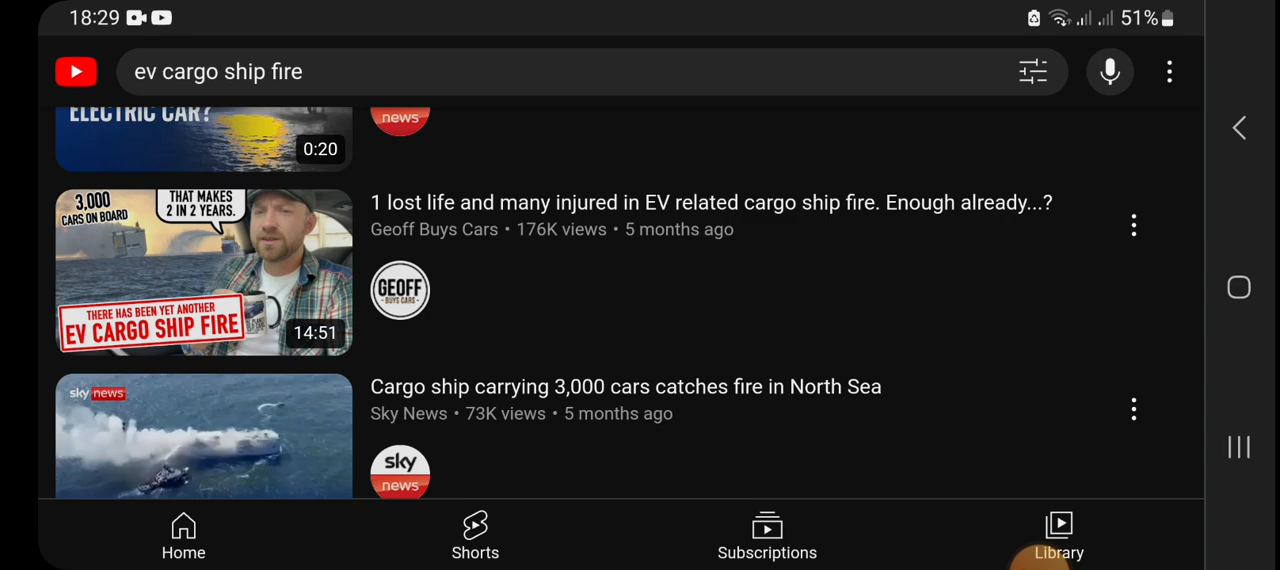 18:29
51%
ev cargo ship fire
ELECTRIC CAR?
0:20
news
3,000
CARS ON BOARD
THAT MAKES
2 IN 2 YEARS.
THERE HAS BEEN YET ANOTHER
EV CARGO SHIP FIRE
14:51
1 lost life and many injured in EV related cargo ship fire. Enough already...?
Geoff Buys Cars • 176K views • 5 months ago
GEOFF
BUYS CARS
sky news
Cargo ship carrying 3,000 cars catches fire in North Sea
Sky News • 73K views • 5 months ago
sky
news
Home
Shorts
Subscriptions
Library